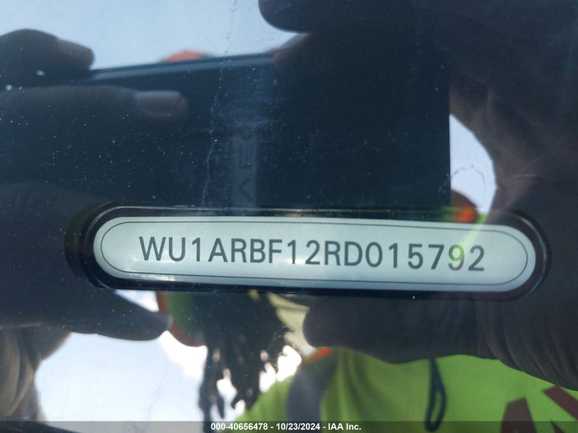 WU1ARBF12RD015792
000-40656478 - 10/23/2024 - IAA Inc.